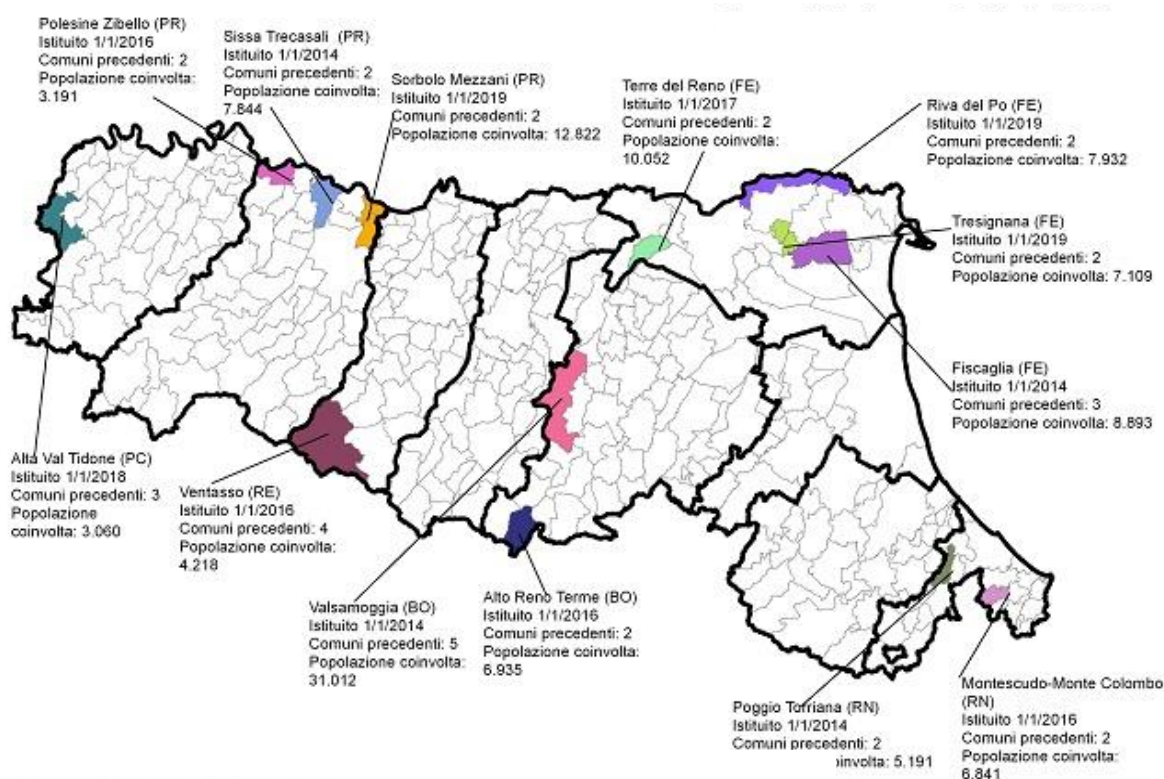 Polesine Zibello (PR)
Istituito 1/1/2016
Comuni precedenti: 2
Popolazione coinvolta:
3.191
Sissa Trecasali (PR)
Istituito 1/1/2014
Comuni precedenti: 2
Popolazione coinvolta:
7.844
Sorbolo Mezzani (PR)
Istituito 1/1/2019
Comuni precedenti: 2
Popolazione coinvolta: 12.822
Terre del Reno (FE)
Istituito 1/1/2017
Comuni precedenti: 2
Popolazione coinvolta:
10.052
Riva del Po (FE)
Istituito 1/1/2019
Comuni precedenti: 2
Popolazione coinvolta: 7.932
Tresignana (FE)
Istituito 1/1/2019
Comuni precedenti: 2
Popolazione coinvolta: 7.109
Fiscaglia (FE)
Istituito 1/1/2014
Comuni precedenti: 3
Popolazione coinvolta: 8.893
Alta Val Tidone (PC)
Istituito 1/1/2018
Comuni precedenti: 3
Popolazione
coinvolta: 3.060
Ventasso (RE)
Istituito 1/1/2016
Comuni precedenti: 4
Popolazione coinvolta:
4.218
Valsamoggia (BO)
Istituito 1/1/2014
Comuni precedenti: 5
Popolazione coinvolta:
31.012
Alto Reno Terme (BO)
Istituito 1/1/2016
Comuni precedenti: 2
Popolazione coinvolta:
6.935
Poggio Torriana (RN)
Istituito 1/1/2014
Comuni precedenti: 2
involta: 5.191
Montescudo-Monte Colombo
(RN)
Istituito 1/1/2016
Comuni precedenti: 2
Popolazione coinvolta:
6.841